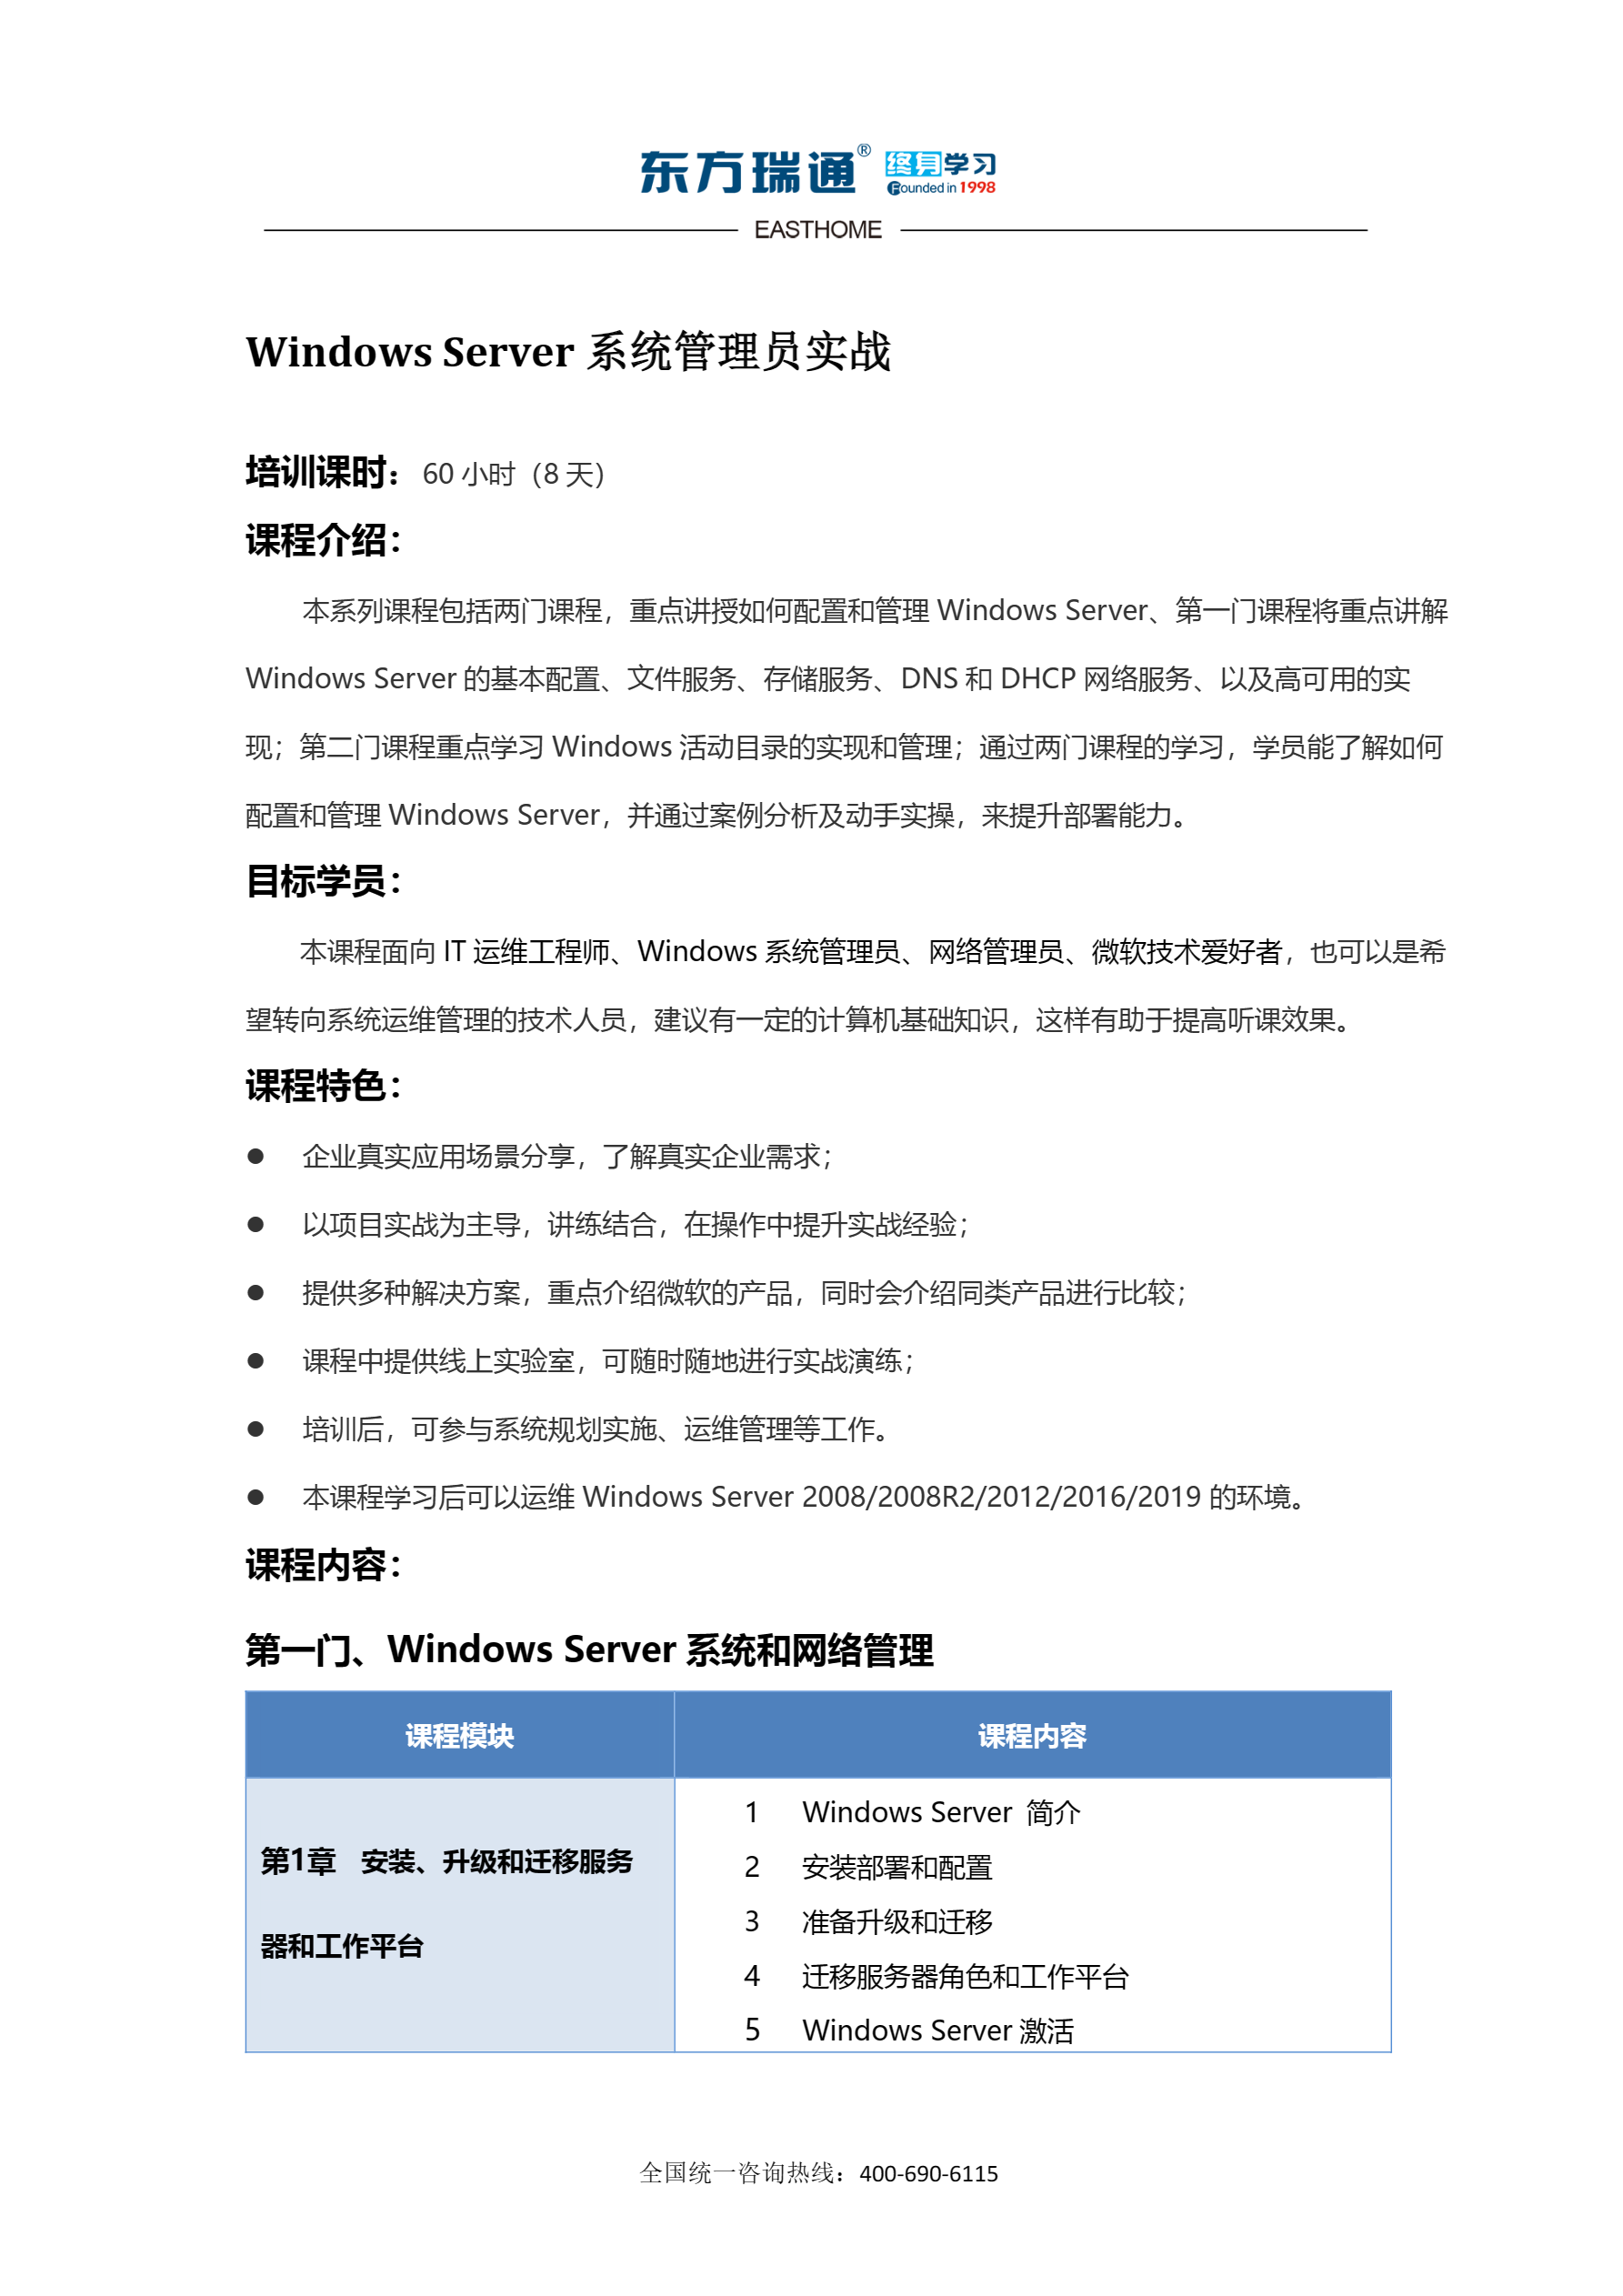 东方瑞通® 终身学习
Founded in 1998
EASTHOME
Windows Server 系统管理员实战
培训课时：60 小时（8 天）
课程介绍：
本系列课程包括两门课程，重点讲授如何配置和管理 Windows Server、第一门课程将重点讲解
Windows Server 的基本配置、文件服务、存储服务、DNS 和 DHCP 网络服务、以及高可用的实
现；第二门课程重点学习 Windows 活动目录的实现和管理；通过两门课程的学习，学员能了解如何
配置和管理 Windows Server，并通过案例分析及动手实操，来提升部署能力。
目标学员：
本课程面向 IT 运维工程师、Windows 系统管理员、网络管理员、微软技术爱好者，也可以是希
望转向系统运维管理的技术人员，建议有一定的计算机基础知识，这样有助于提高听课效果。
课程特色：
● 企业真实应用场景分享，了解真实企业需求；
● 以项目实战为主导，讲练结合，在操作中提升实战经验；
● 提供多种解决方案，重点介绍微软的产品，同时会介绍同类产品进行比较；
● 课程中提供线上实验室，可随时随地进行实战演练；
● 培训后，可参与系统规划实施、运维管理等工作。
● 本课程学习后可以运维 Windows Server 2008/2008R2/2012/2016/2019 的环境。
课程内容：
第一门、Windows Server 系统和网络管理
课程模块 课程内容
第1章 安装、升级和迁移服务
器和工作平台
1 Windows Server 简介
2 安装部署和配置
3 准备升级和迁移
4 迁移服务器角色和工作平台
5 Windows Server 激活
全国统一咨询热线：400-690-6115